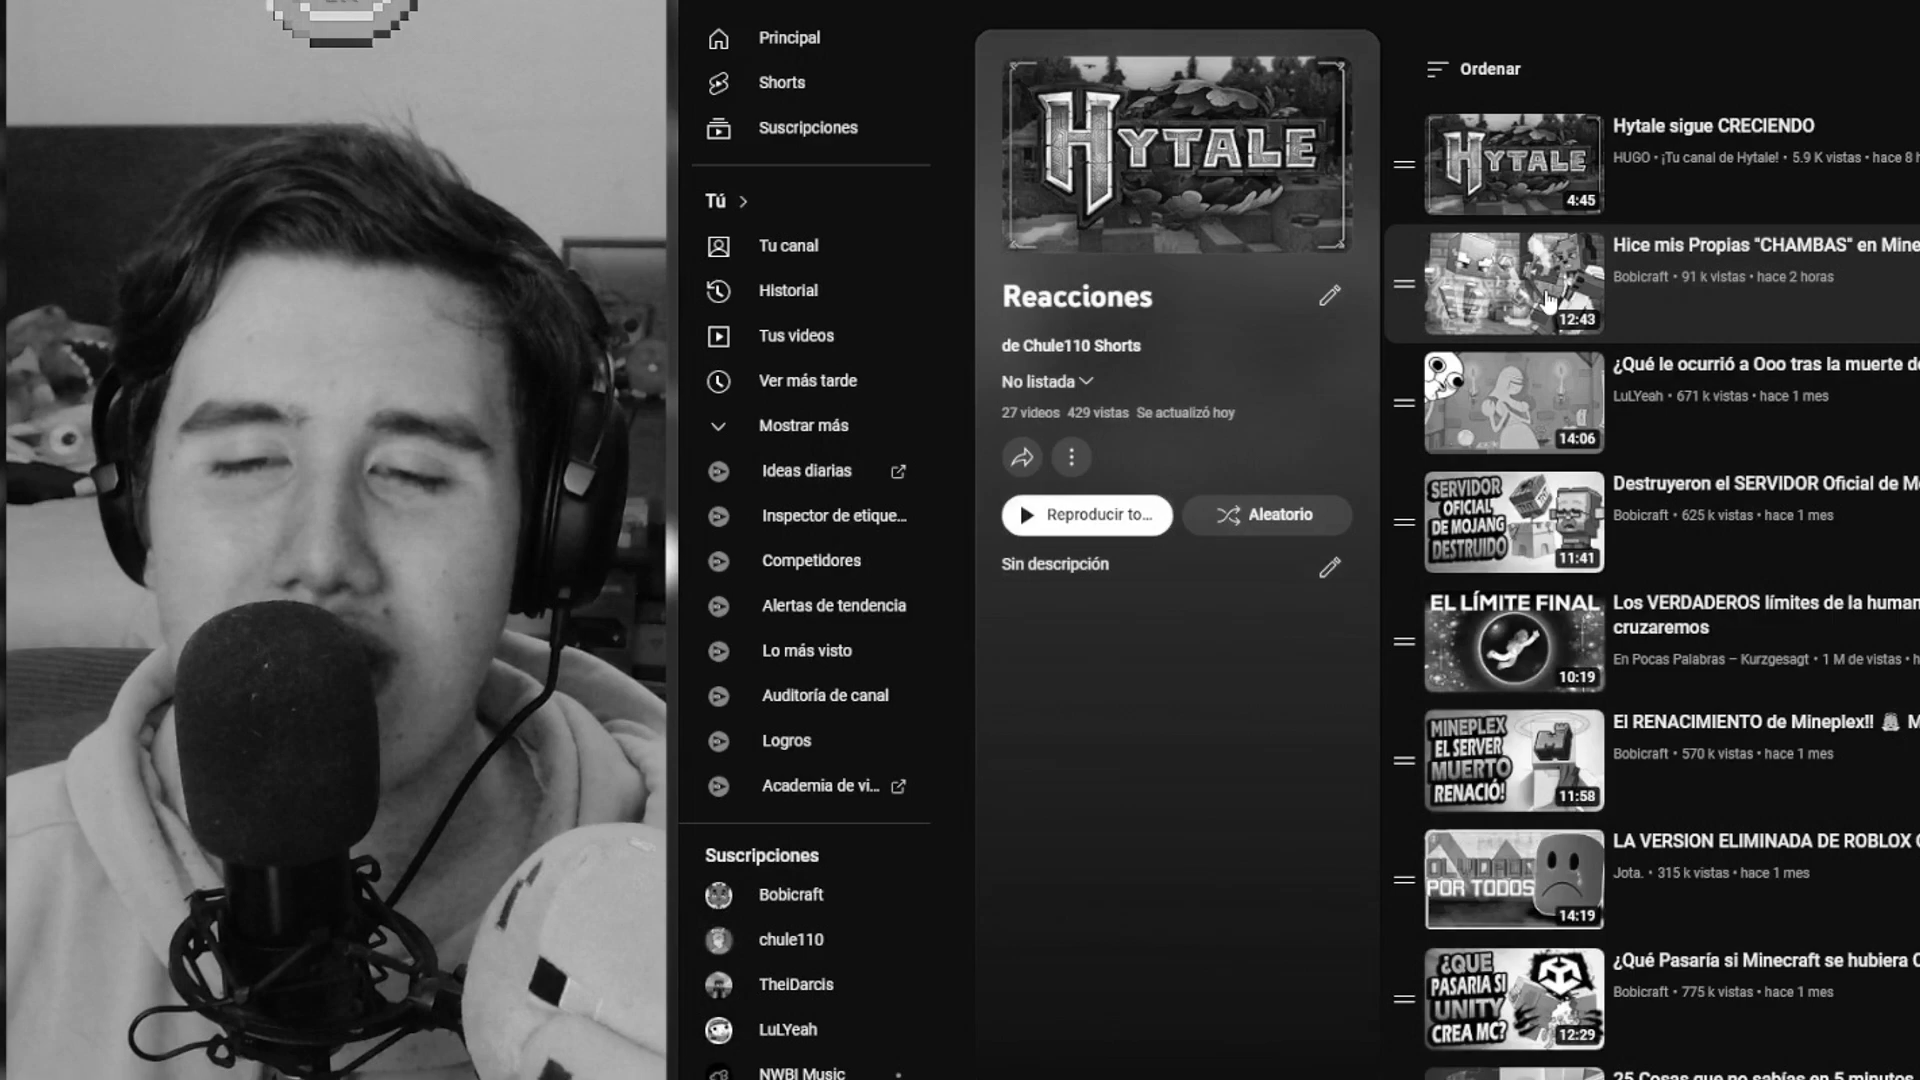 Principal
Shorts
Suscripciones
Tú
Tu canal
Historial
Tus videos
Ver más tarde
Mostrar más
Ideas diarias
Inspector de etique...
Competidores
Alertas de tendencia
Lo más visto
Auditoría de canal
Logros
Academia de vi...
Suscripciones
Bobicraft
chule110
TheIDarcIs
LuLYeah
NWBI Music
HYTALE
Reacciones
de Chule110 Shorts
No listada
27 videos 429 vistas Se actualizó hoy
Reproducir to...
Aleatorio
Sin descripción
Ordenar
HYTALE
4:45
Hytale sigue CRECIENDO
HUGO • ¡Tu canal de Hytale! • 5.9 K vistas • hace 8 h
12:43
Hice mis Propias "CHAMBAS" en Mine
Bobicraft • 91 k vistas • hace 2 horas
14:06
¿Qué le ocurrió a Ooo tras la muerte de
LuLYeah • 671 k vistas • hace 1 mes
SERVIDOR
OFICIAL
DE MOJANG
DESTRUIDO
11:41
Destruyeron el SERVIDOR Oficial de M
Bobicraft • 625 k vistas • hace 1 mes
EL LÍMITE FINAL
10:19
Los VERDADEROS límites de la human
cruzaremos
En Pocas Palabras – Kurzgesagt • 1 M de vistas • h
MINEPLEX
EL SERVER
MUERTO
RENACIÓ!
11:58
El RENACIMIENTO de Mineplex!! M
Bobicraft • 570 k vistas • hace 1 mes
OLVIDADO
POR TODOS
14:19
LA VERSION ELIMINADA DE ROBLOX
Jota. • 315 k vistas • hace 1 mes
¿QUE
PASARIA SI
UNITY
CREA MC?
12:29
¿Qué Pasaría si Minecraft se hubiera C
Bobicraft • 775 k vistas • hace 1 mes
25 Cosas que no sabías en 5 minutos